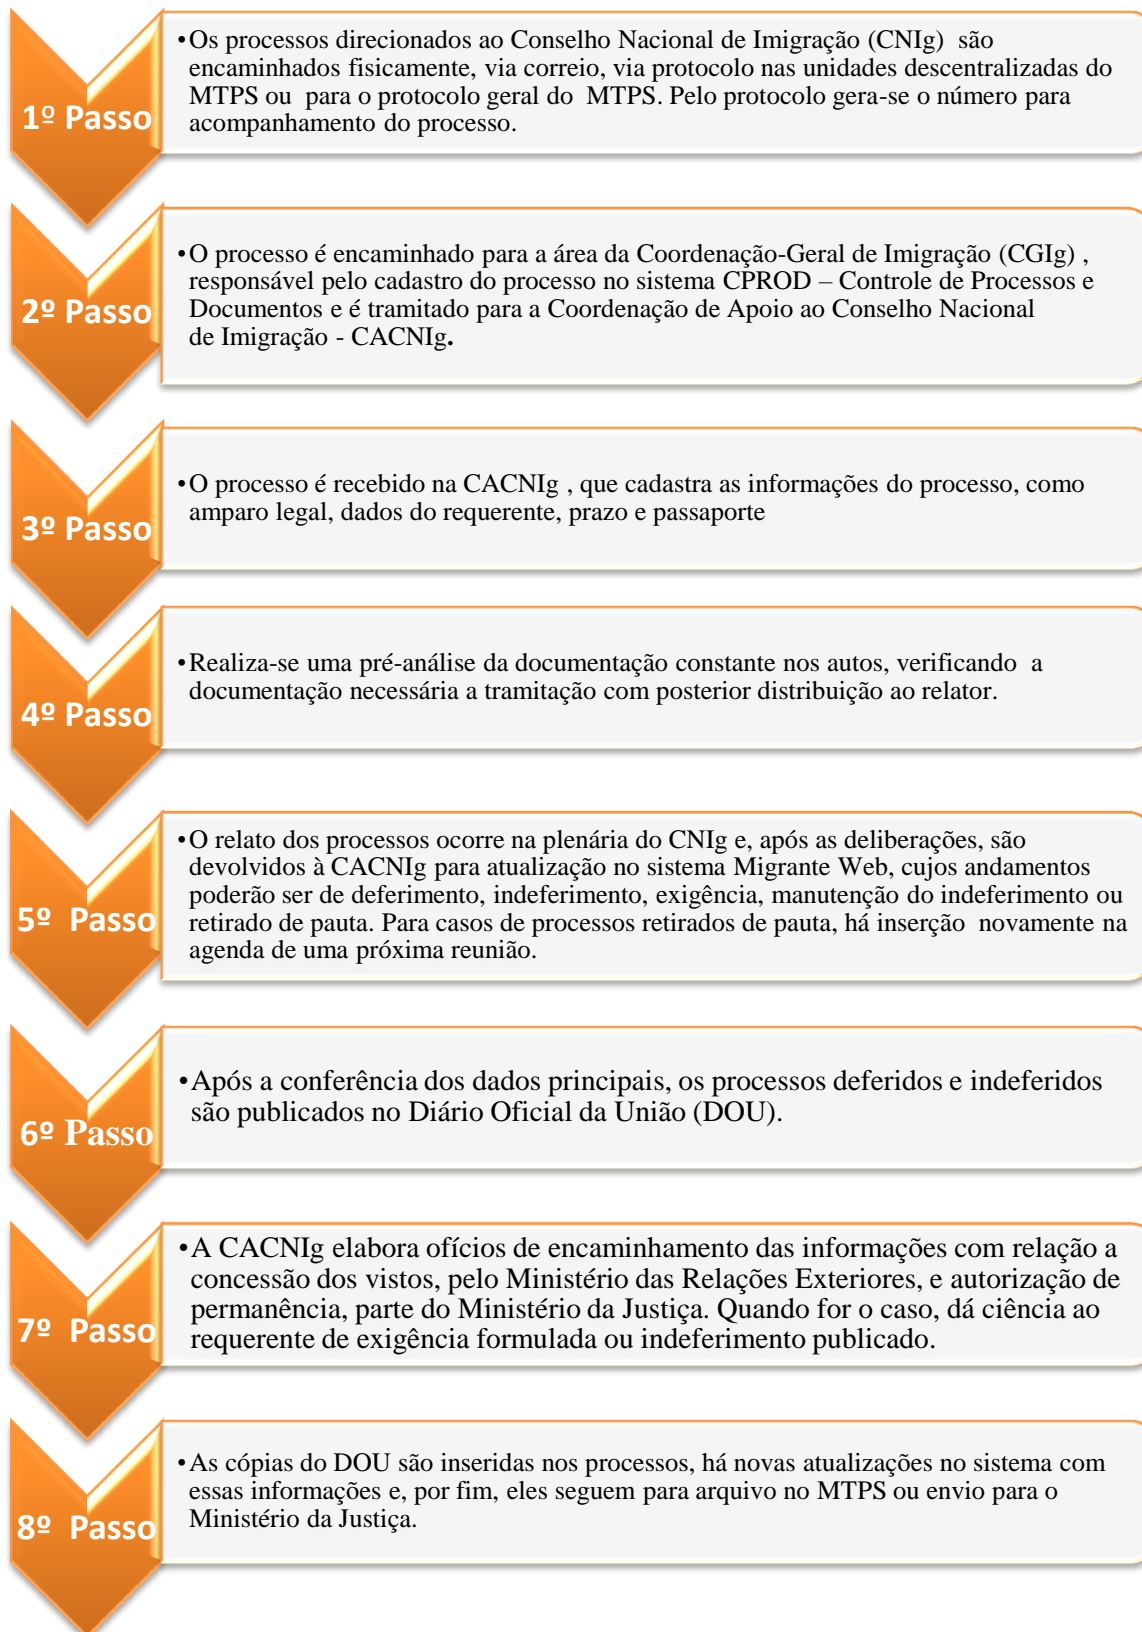 1º Passo
•Os processos direcionados ao Conselho Nacional de Imigração (CNIg) são
encaminhados fisicamente, via correio, via protocolo nas unidades descentralizadas do
MTPS ou para o protocolo geral do MTPS. Pelo protocolo gera-se o número para
acompanhamento do processo.
2º Passo
•O processo é encaminhado para a área da Coordenação-Geral de Imigração (CGIg) ,
responsável pelo cadastro do processo no sistema CPROD – Controle de Processos e
Documentos e é tramitado para a Coordenação de Apoio ao Conselho Nacional
de Imigração - CACNIg.
3º Passo
•O processo é recebido na CACNIg , que cadastra as informações do processo, como
amparo legal, dados do requerente, prazo e passaporte
4º Passo
•Realiza-se uma pré-análise da documentação constante nos autos, verificando a
documentação necessária a tramitação com posterior distribuição ao relator.
5º Passo
•O relato dos processos ocorre na plenária do CNIg e, após as deliberações, são
devolvidos à CACNIg para atualização no sistema Migrante Web, cujos andamentos
poderão ser de deferimento, indeferimento, exigência, manutenção do indeferimento ou
retirado de pauta. Para casos de processos retirados de pauta, há inserção novamente na
agenda de uma próxima reunião.
6º Passo
•Após a conferência dos dados principais, os processos deferidos e indeferidos
são publicados no Diário Oficial da União (DOU).
7º Passo
•A CACNIg elabora ofícios de encaminhamento das informações com relação a
concessão dos vistos, pelo Ministério das Relações Exteriores, e autorização de
permanência, parte do Ministério da Justiça. Quando for o caso, dá ciência ao
requerente de exigência formulada ou indeferimento publicado.
8º Passo
•As cópias do DOU são inseridas nos processos, há novas atualizações no sistema com
essas informações e, por fim, eles seguem para arquivo no MTPS ou envio para o
Ministério da Justiça.